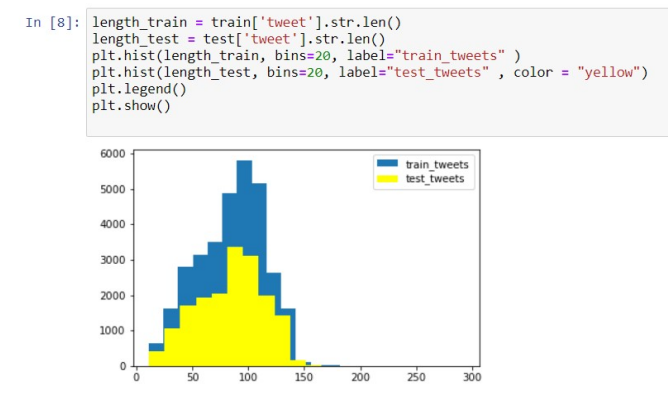 In [8]: length_train = train['tweet'].str.len()
length_test = test['tweet'].str.len()
plt.hist(length_train, bins=20, label="train_tweets" )
plt.hist(length_test, bins=20, label="test_tweets" , color = "yellow")
plt.legend()
plt.show()
6000
5000
4000
3000
2000
1000
0
train_tweets
test_tweets
0 50 100 150 200 250 300